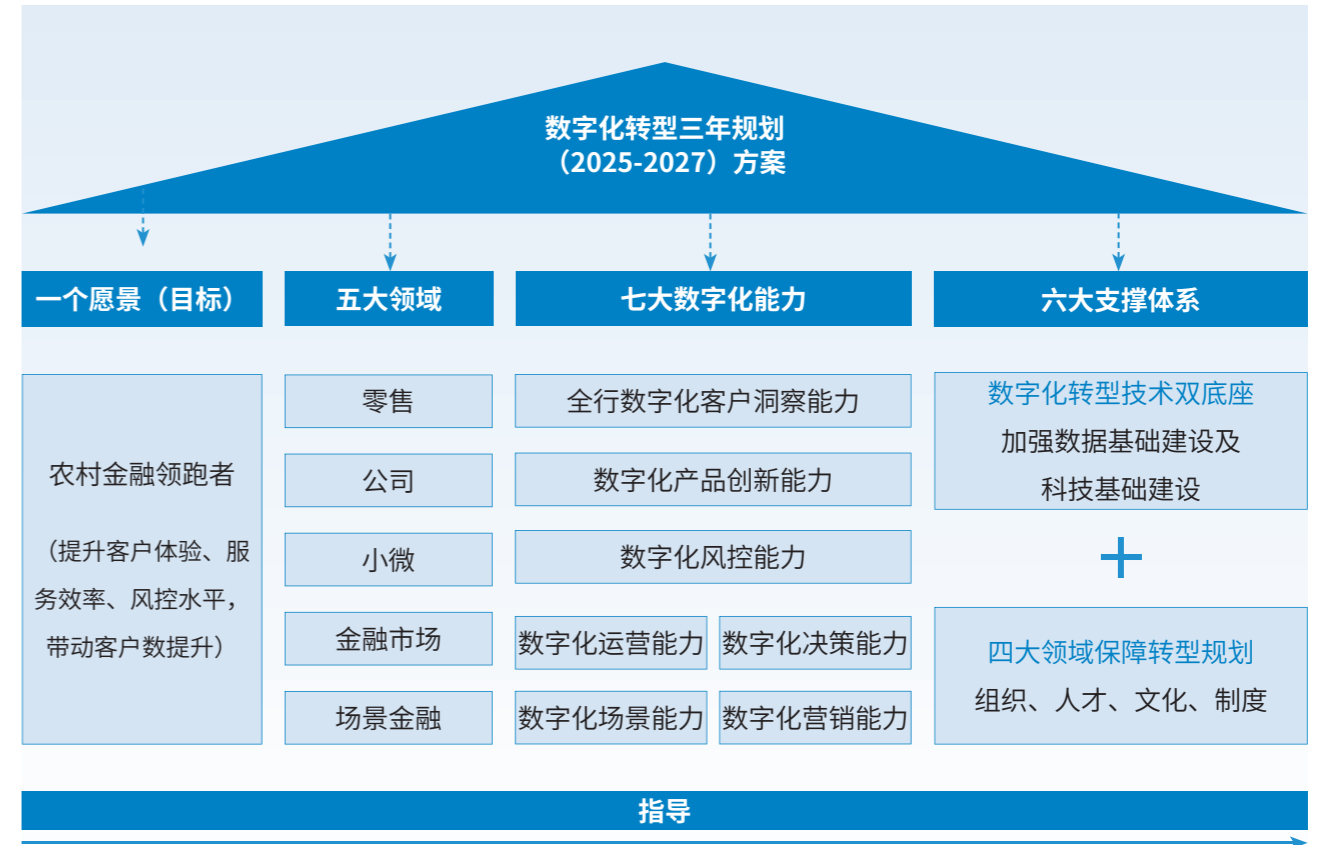 数字化转型三年规划
（2025-2027）方案
一个愿景（目标）
农村金融领跑者
（提升客户体验、服
务效率、风控水平，
带动客户数提升）
五大领域
零售
公司
小微
金融市场
场景金融
七大数字化能力
全行数字化客户洞察能力
数字化产品创新能力
数字化风控能力
数字化运营能力
数字化决策能力
数字化场景能力
数字化营销能力
六大支撑体系
数字化转型技术双底座
加强数据基础建设及
科技基础建设
+
四大领域保障转型规划
组织、人才、文化、制度
指导